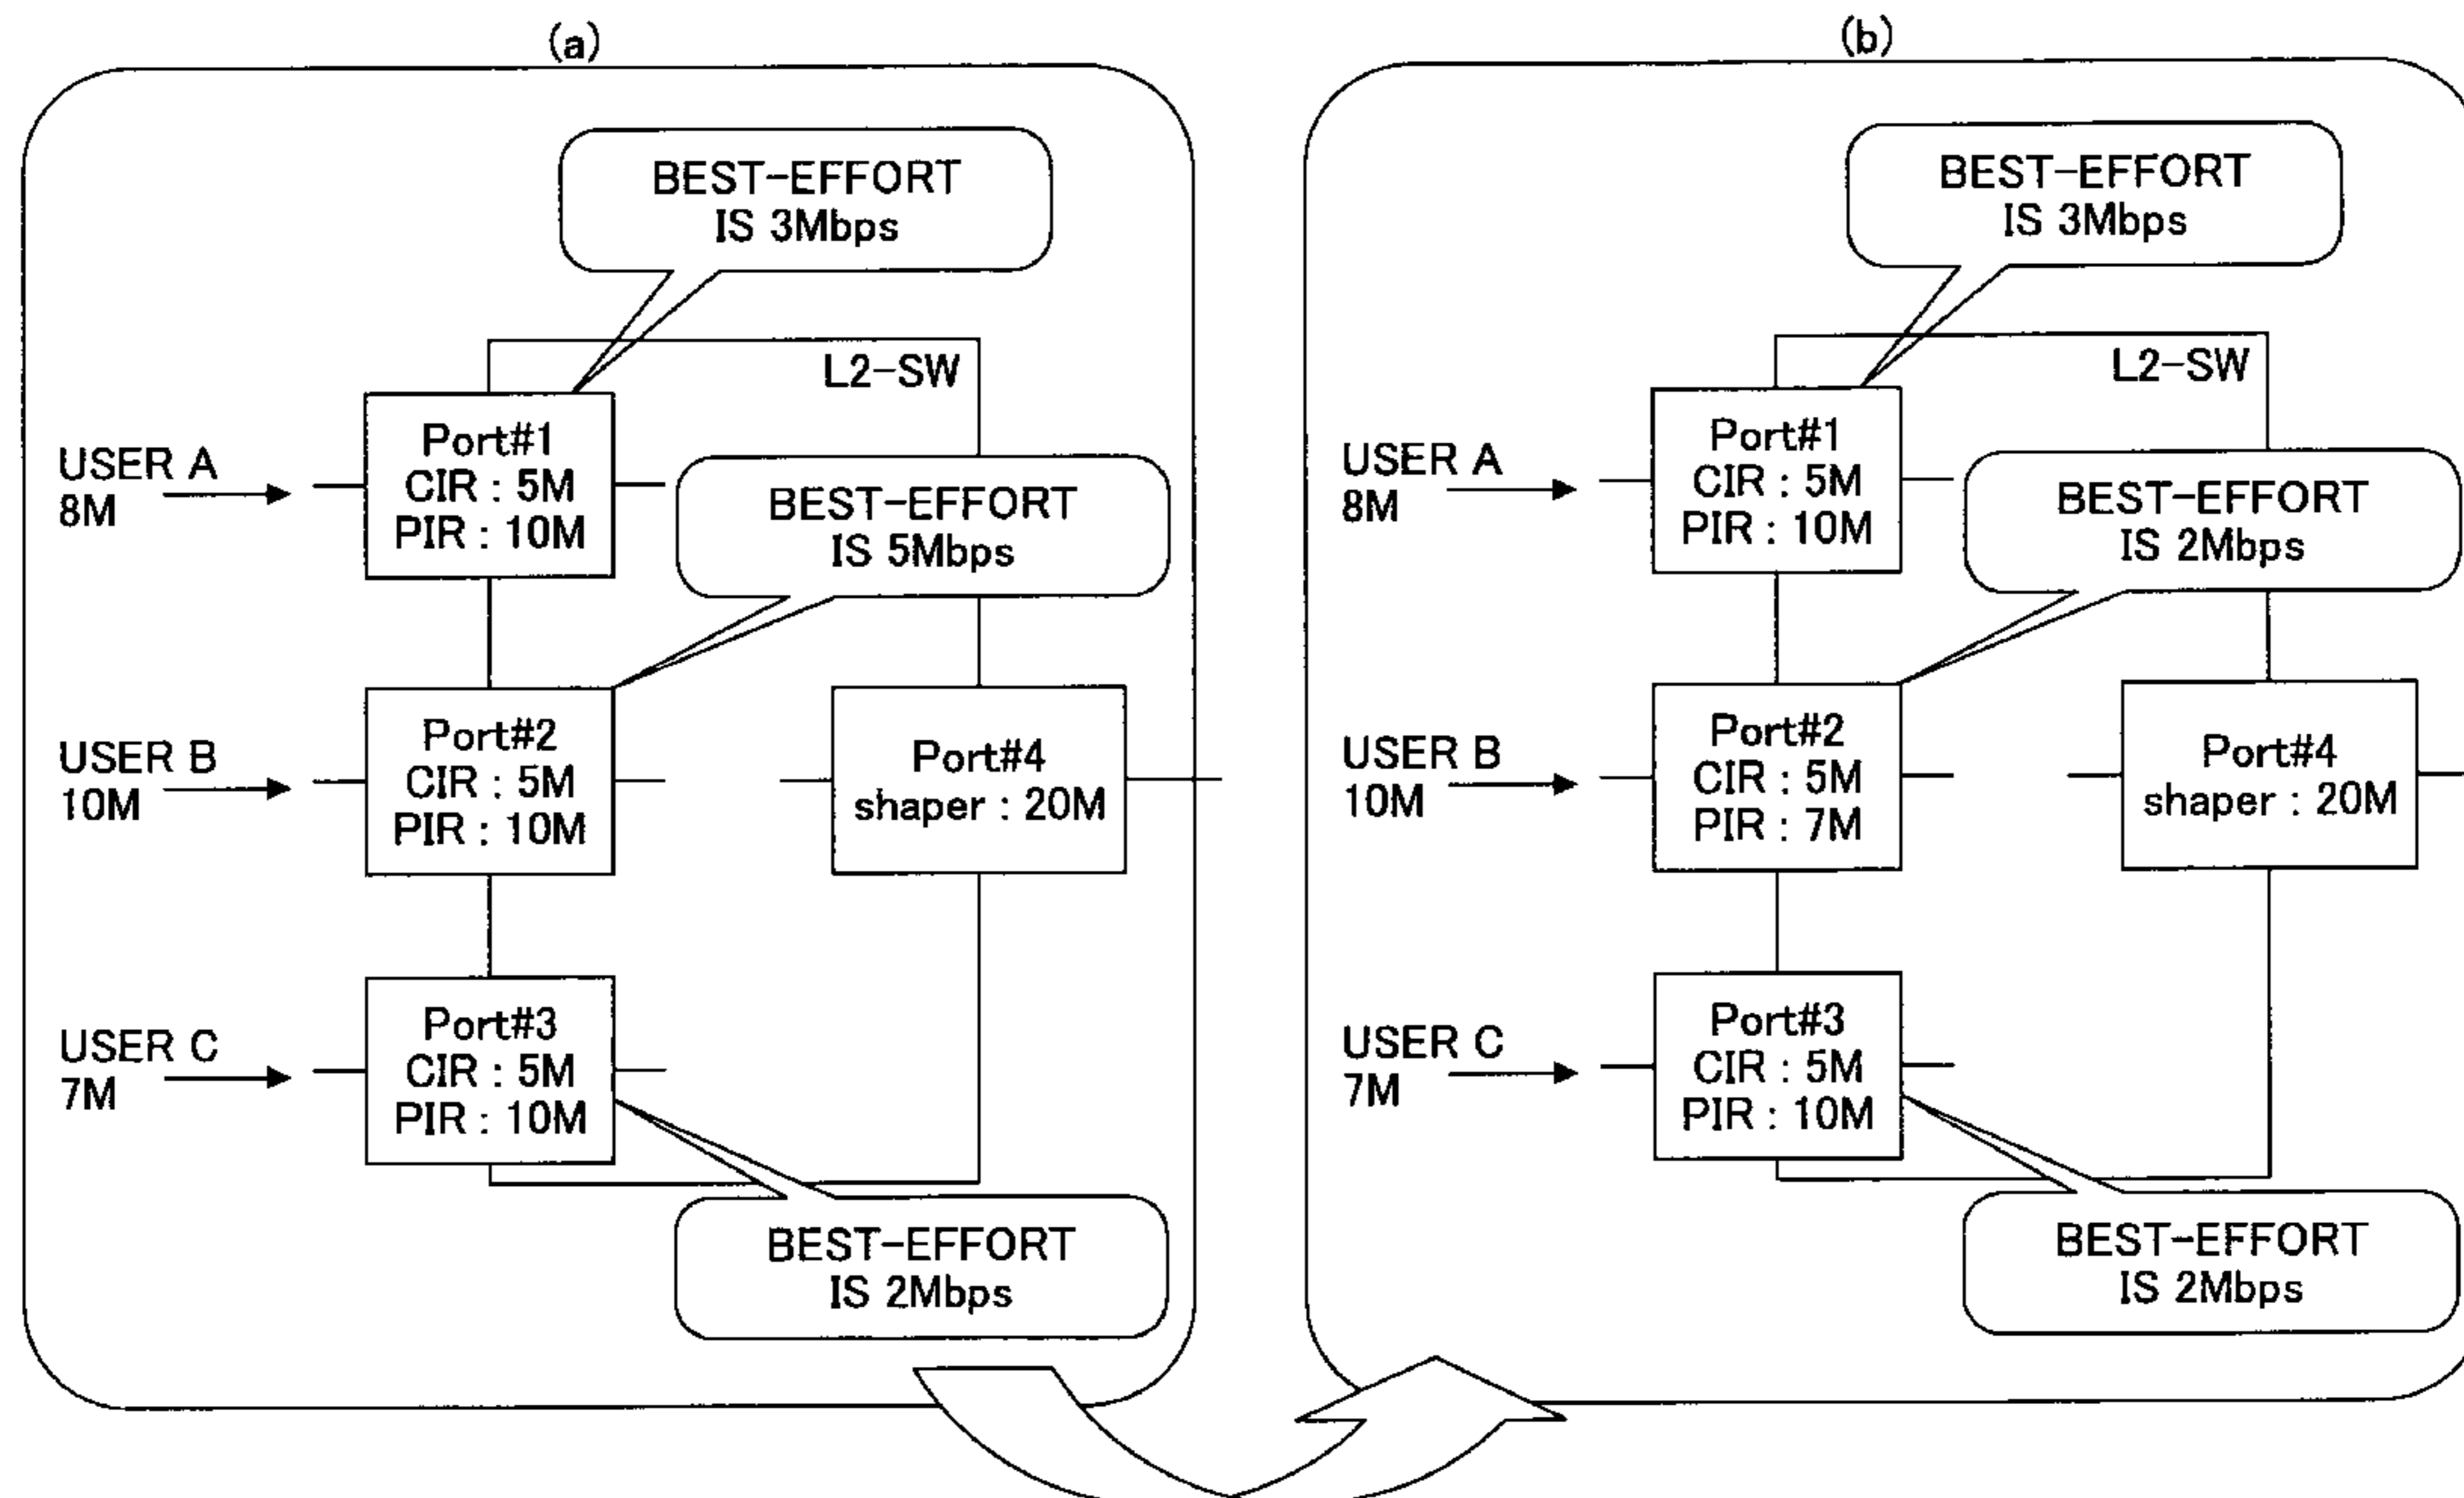 (a)
BEST-EFFORT
IS 3Mbps
L2-SW
USER A
8M
Port#1
CIR : 5M
PIR : 10M
BEST-EFFORT
IS 5Mbps
USER B
10M
Port#2
CIR : 5M
PIR : 10M
Port#4
shaper : 20M
USER C
7M
Port#3
CIR : 5M
PIR : 10M
BEST-EFFORT
IS 2Mbps
(b)
BEST-EFFORT
IS 3Mbps
L2-SW
USER A
8M
Port#1
CIR : 5M
PIR : 10M
BEST-EFFORT
IS 2Mbps
USER B
10M
Port#2
CIR : 5M
PIR : 7M
Port#4
shaper : 20M
USER C
7M
Port#3
CIR : 5M
PIR : 10M
BEST-EFFORT
IS 2Mbps